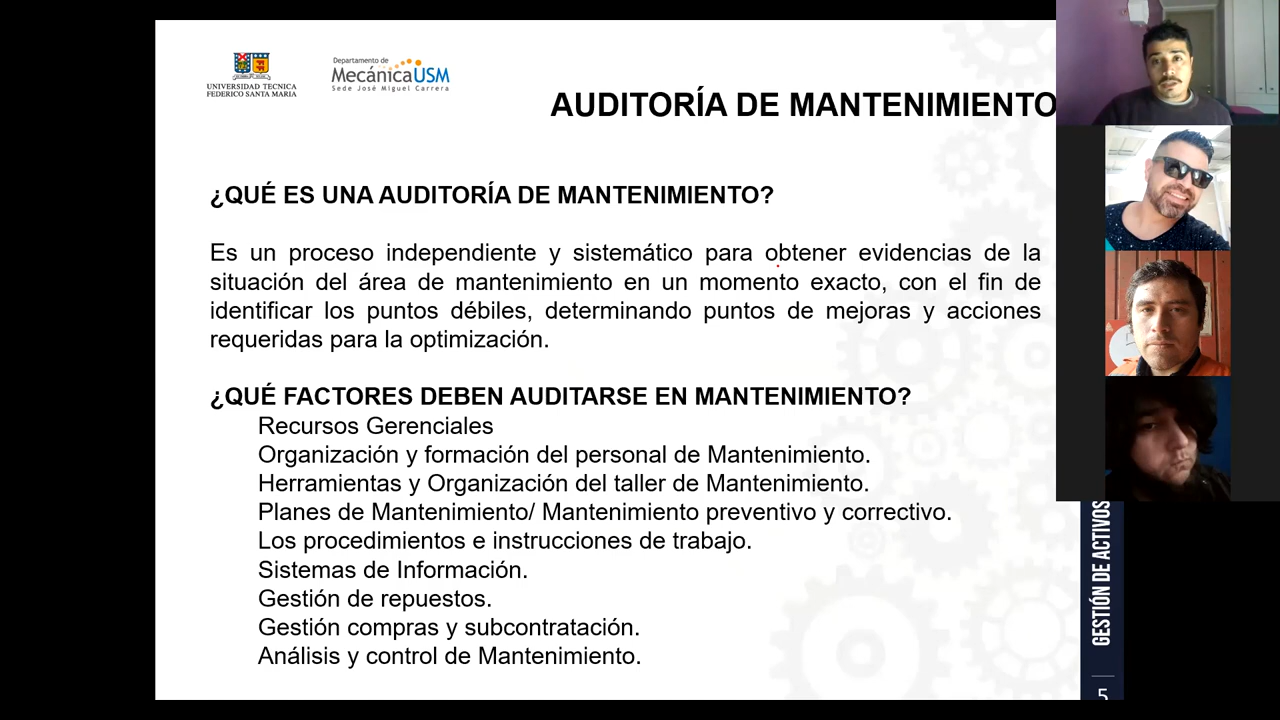 UNIVERSIDAD TECNICA
FEDERICO SANTA MARIA
Departamento de
MecánicaUSM
Sede José Miguel Carrera
AUDITORÍA DE MANTENIMIENTO
¿QUÉ ES UNA AUDITORÍA DE MANTENIMIENTO?
Es un proceso independiente y sistemático para obtener evidencias de la
situación del área de mantenimiento en un momento exacto, con el fin de
identificar los puntos débiles, determinando puntos de mejoras y acciones
requeridas para la optimización.
¿QUÉ FACTORES DEBEN AUDITARSE EN MANTENIMIENTO?
Recursos Gerenciales
Organización y formación del personal de Mantenimiento.
Herramientas y Organización del taller de Mantenimiento.
Planes de Mantenimiento/ Mantenimiento preventivo y correctivo.
Los procedimientos e instrucciones de trabajo.
Sistemas de Información.
Gestión de repuestos.
Gestión compras y subcontratación.
Análisis y control de Mantenimiento.
GESTIÓN DE ACTIVOS
5